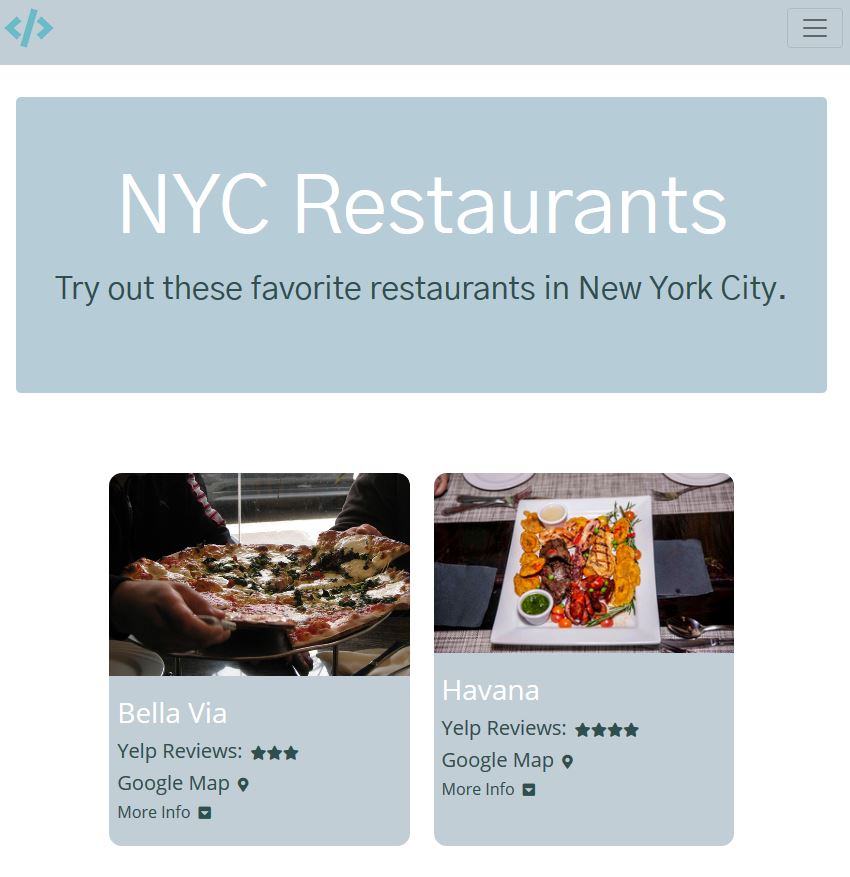 NYC Restaurants
Try out these favorite restaurants in New York City.
Bella Via
Yelp Reviews:
Google Map
More Info
Havana
Yelp Reviews:
Google Map
More Info